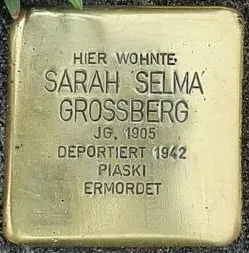 HIER WOHNTE
SARAH 'SELMA'
GROSSBERG
JG. 1905
DEPORTIERT 1942
PIASKI
ERMORDET